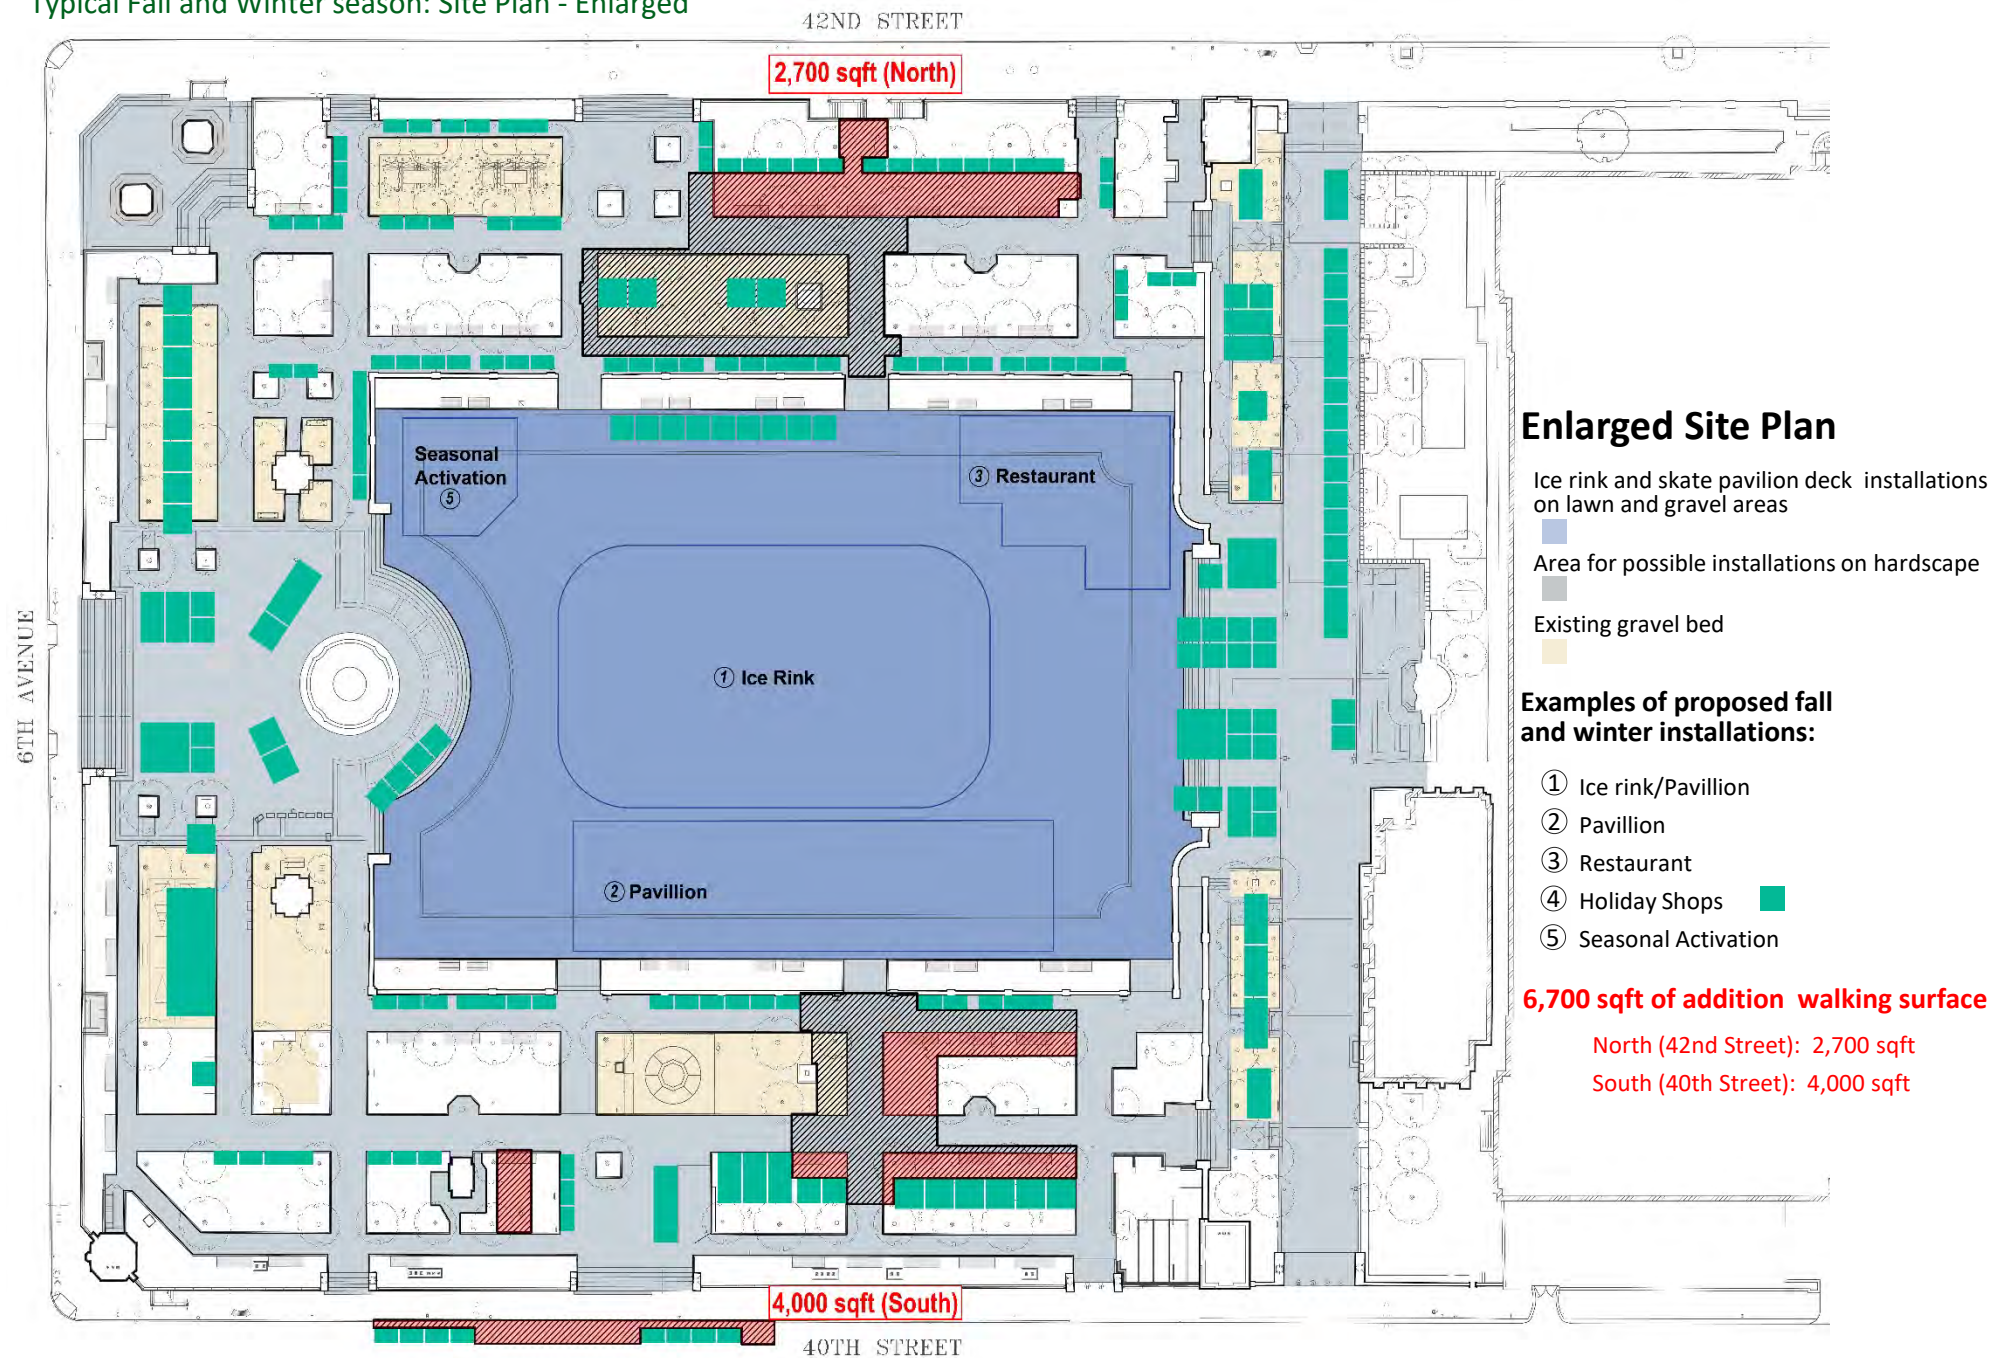 Typical Fall and Winter season: Site Plan - Enlarged
42ND STREET
2,700 sqft (North)
6TH AVENUE
Seasonal
Activation
5
3 Restaurant
1 Ice Rink
2 Pavillion
4,000 sqft (South)
40TH STREET
Enlarged Site Plan
Ice rink and skate pavilion deck installations
on lawn and gravel areas
Area for possible installations on hardscape
Existing gravel bed
Examples of proposed fall
and winter installations:
1 Ice rink/Pavillion
2 Pavillion
3 Restaurant
4 Holiday Shops
5 Seasonal Activation
6,700 sqft of addition walking surface
North (42nd Street): 2,700 sqft
South (40th Street): 4,000 sqft